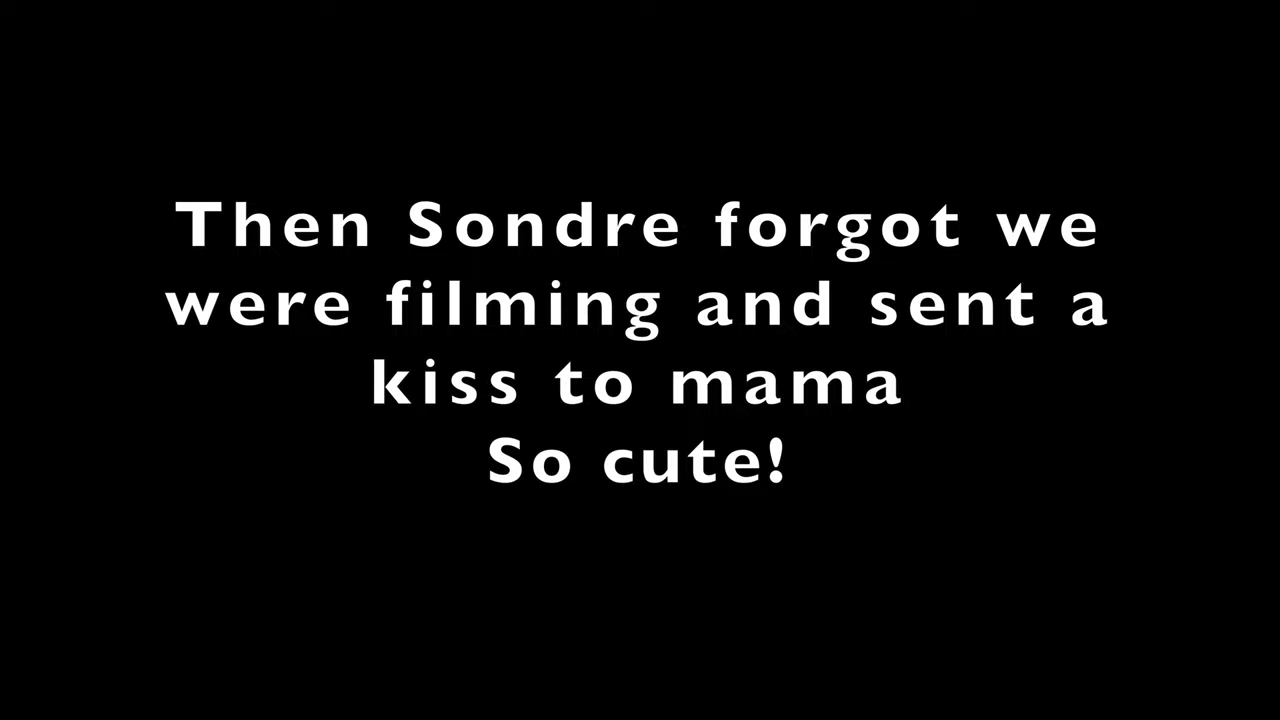 Then Sondre forgot we
were filming and sent a
kiss to mama
So cute!